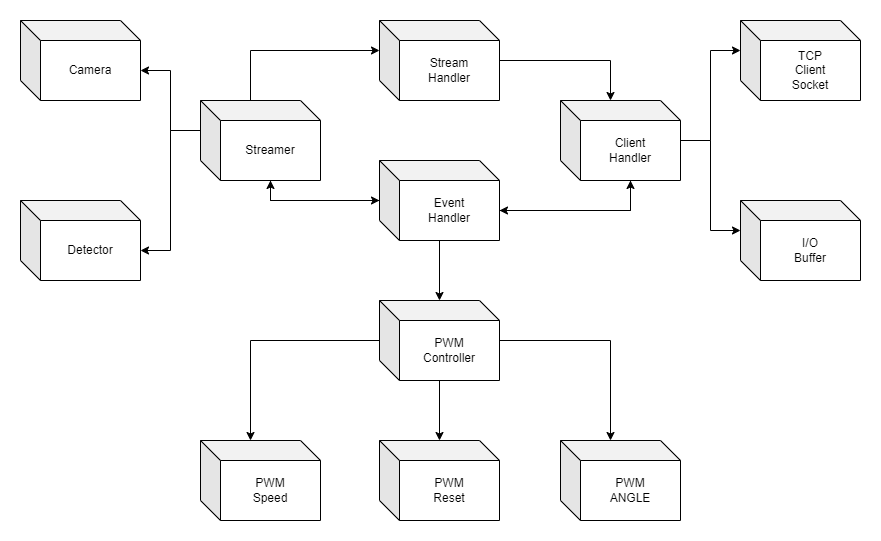 Camera
Stream
Handler
TCP
Client
Socket
Streamer
Client
Handler
Event
Handler
Detector
I/O
Buffer
PWM
Controller
PWM
Speed
PWM
Reset
PWM
ANGLE